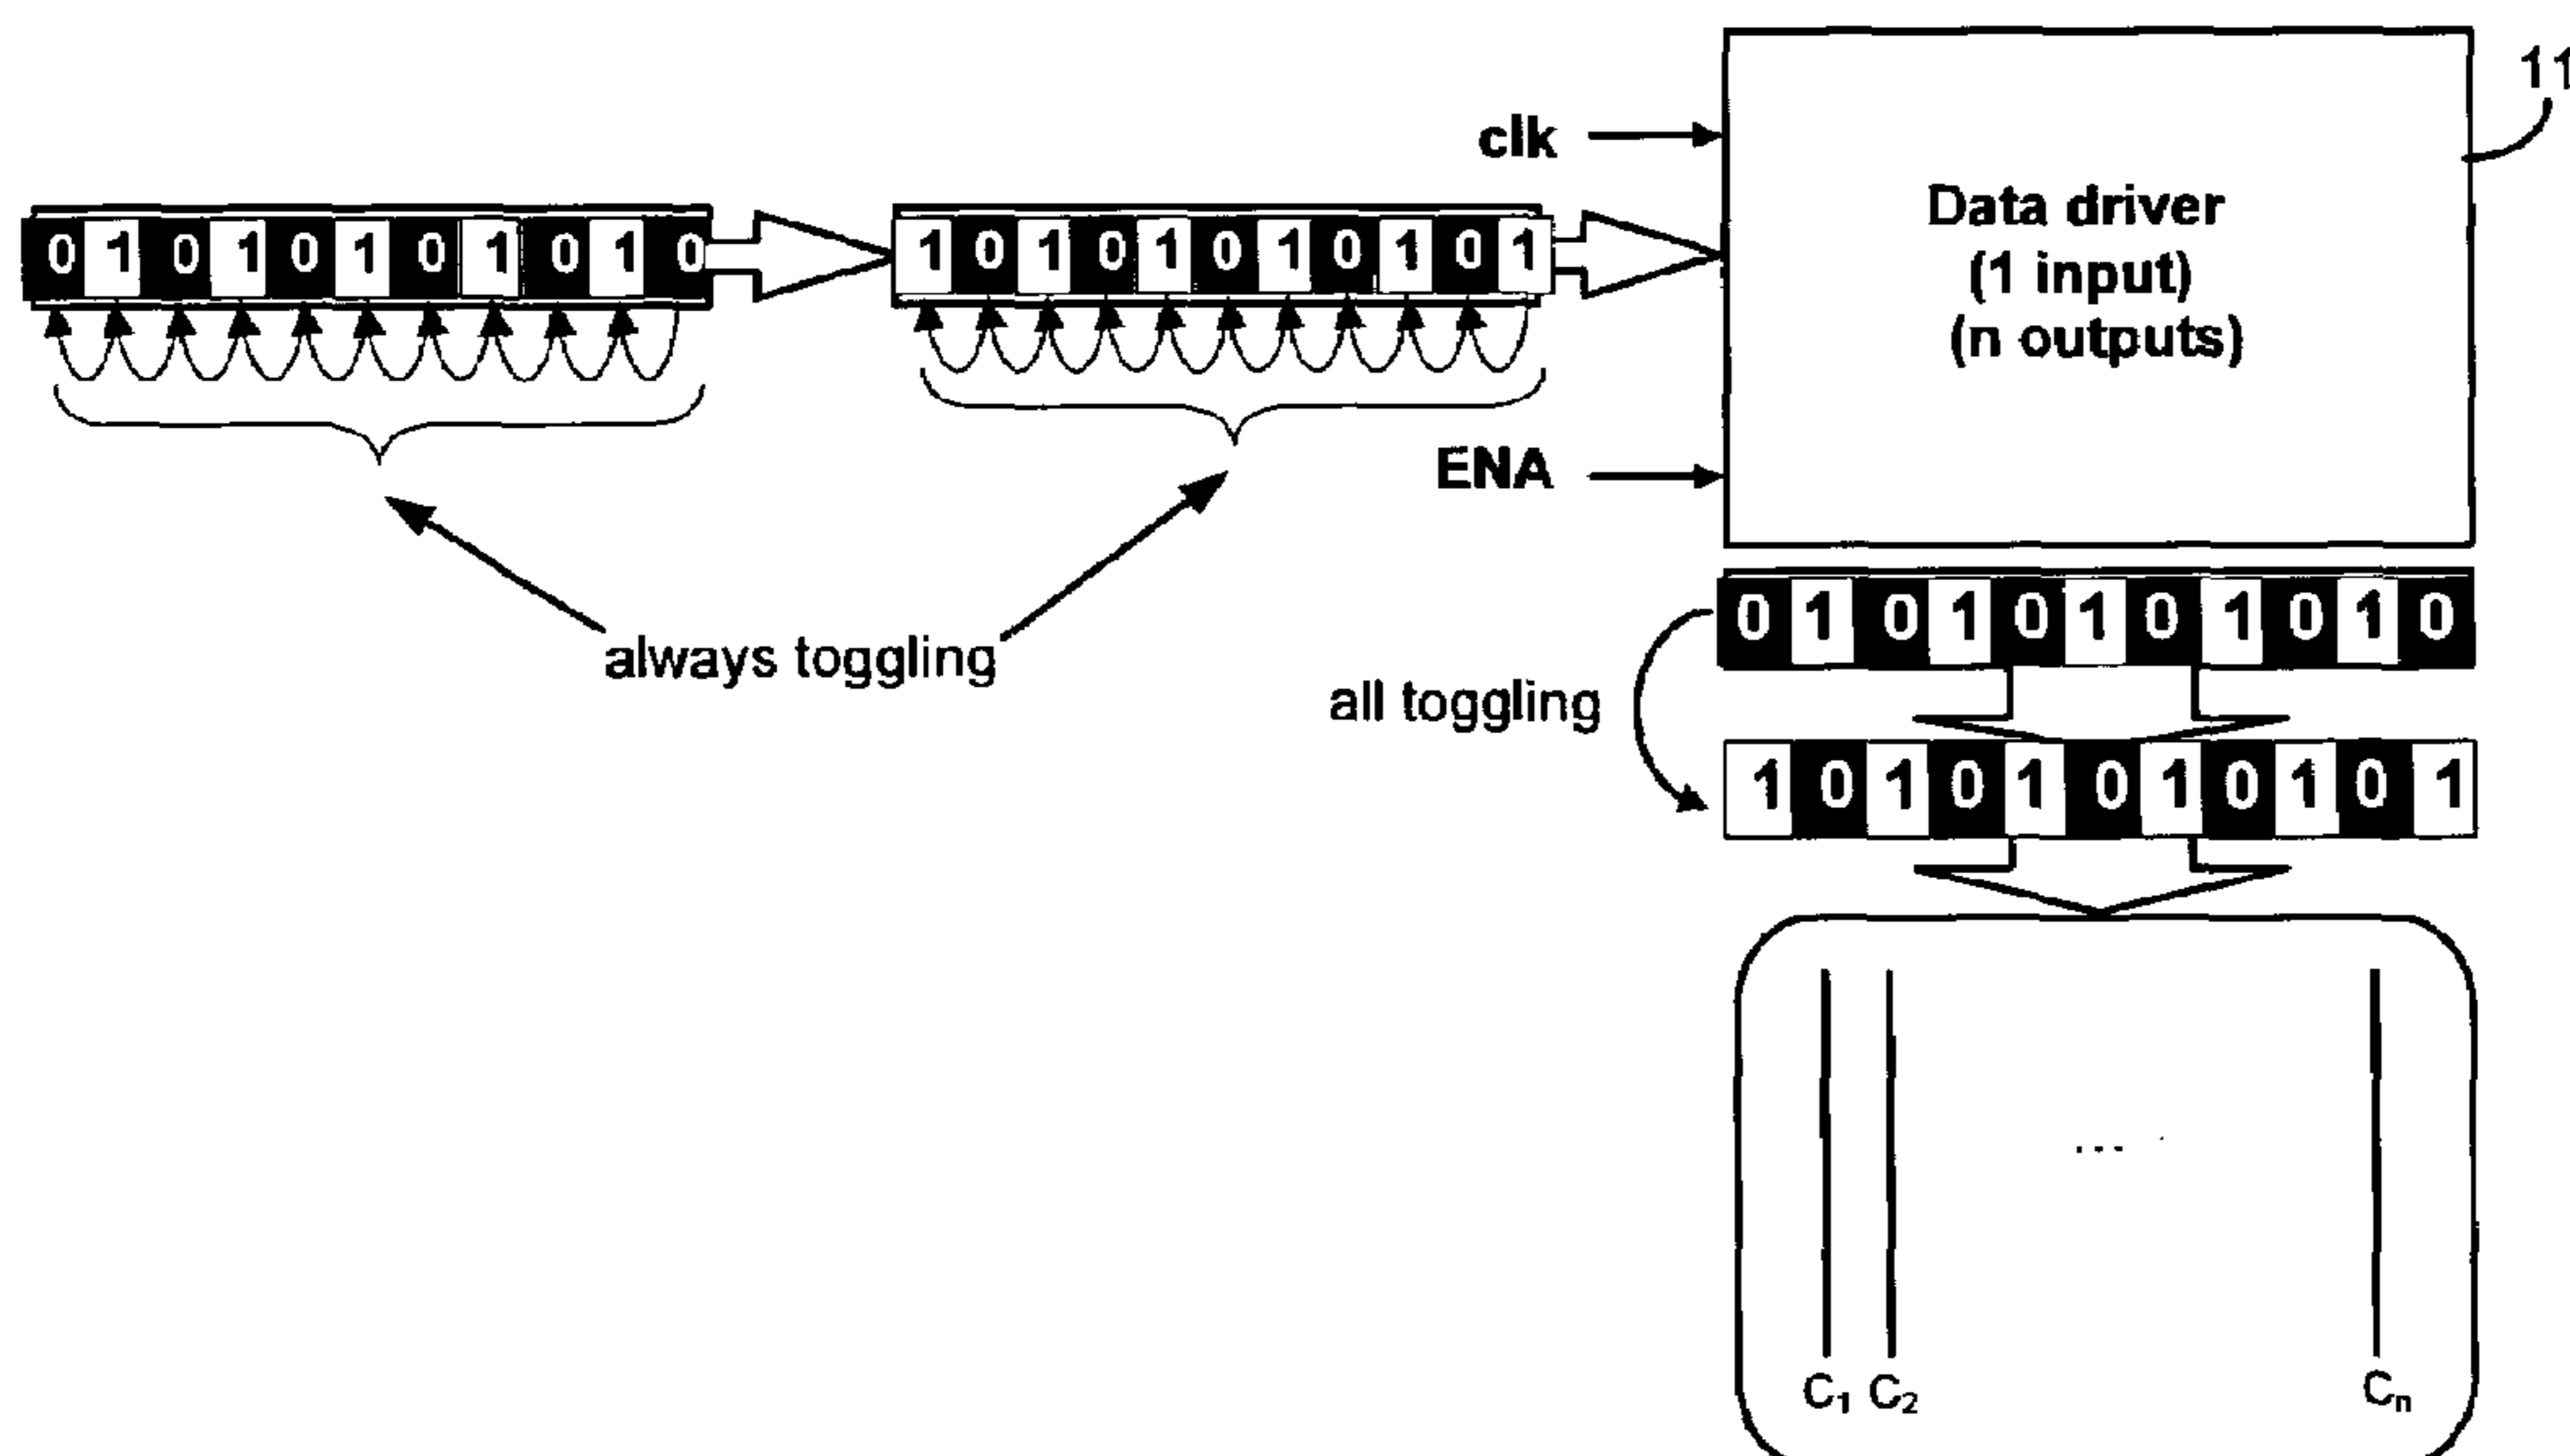 11
clk
Data driver
(1 input)
(n outputs)
0 1 0 1 0 1 0 1 0 1 0
1 0 1 0 1 0 1 0 1 0 1
ENA
always toggling
0 1 0 1 0 1 0 1 0 1 0
all toggling
1 0 1 0 1 0 1 0 1 0 1
...
C₁ C₂ Cₙ